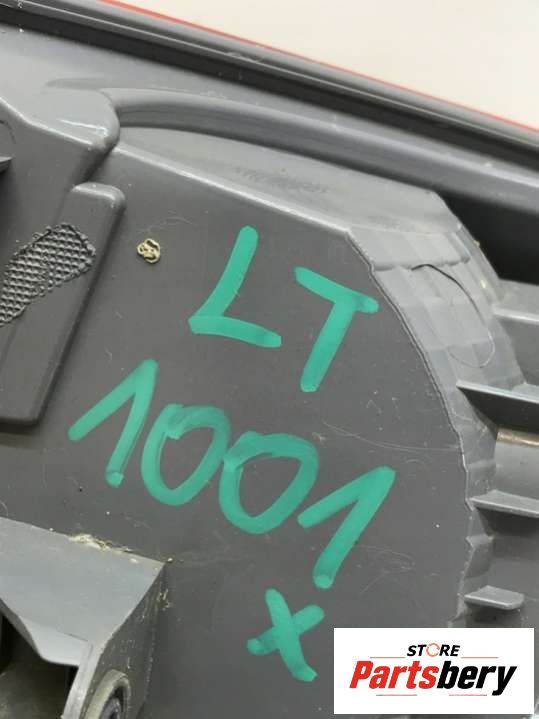 LT
1001
x
STORE
Partsbery